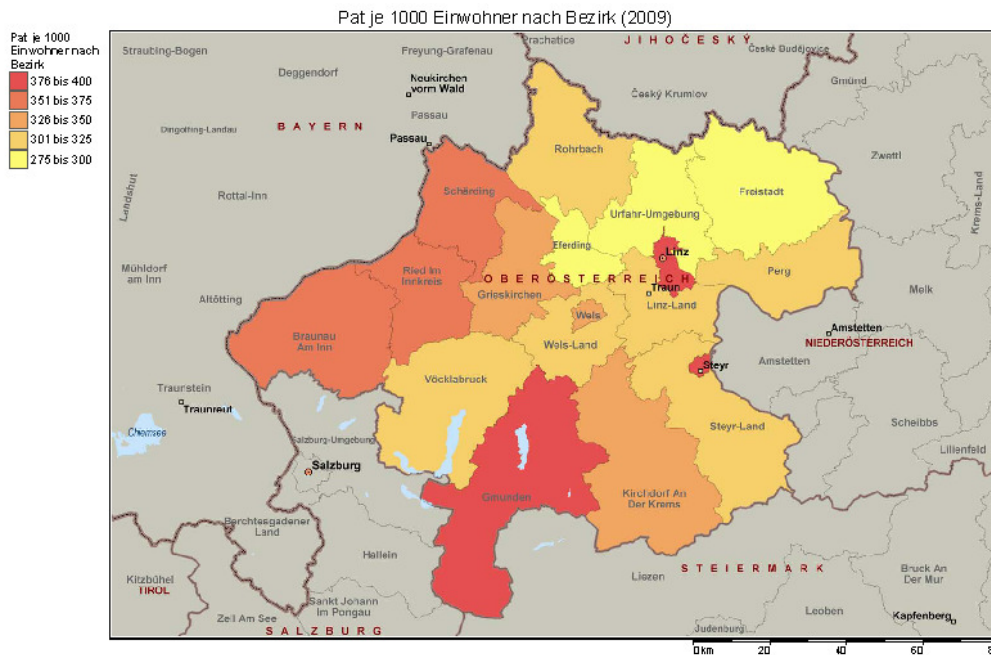 Pat je 1000 Einwohner nach Bezirk (2009)
Pat je 1000
Einwohner nach
Bezirk
376 bis 400
351 bis 375
326 bis 350
301 bis 325
275 bis 300
Straubing-Bogen
Freyung-Grafenau
Prachatice
JIHOČESKÝ
České Budějovice
Deggendorf
Neukirchen
vorm Wald
Český Krumlov
Gmünd
Passau
Dingolfing-Landau
BAYERN
Passau
Rohrbach
Zwettl
Landshut
Rottal-Inn
Schärding
Freistadt
Krems-Land
Urfahr-Umgebung
Eferding
Linz
Mühldorf
am Inn
Ried Im
Innkreis
OBERÖSTERREICH
Perg
Altötting
Grieskirchen
Traun
Linz-Land
Melk
Wels
Amstetten
NIEDERÖSTERREICH
Braunau
Am Inn
Wels-Land
Steyr
Amstetten
Vöcklabruck
Traunstein
Traunreut
Chiemsee
Salzburg-Umgebung
Steyr-Land
Scheibbs
Lilienfeld
Salzburg
Gmunden
Kirchdorf An
Der Krems
Berchtesgadener
Land
Hallein
Liezen
STEIERMARK
Bruck An
Der Mur
Kitzbühel
TIROL
Sankt Johann
Im Pongau
Leoben
Kapfenberg
Zell Am See
SALZBURG
Judenburg
0 km 20 40 60 8